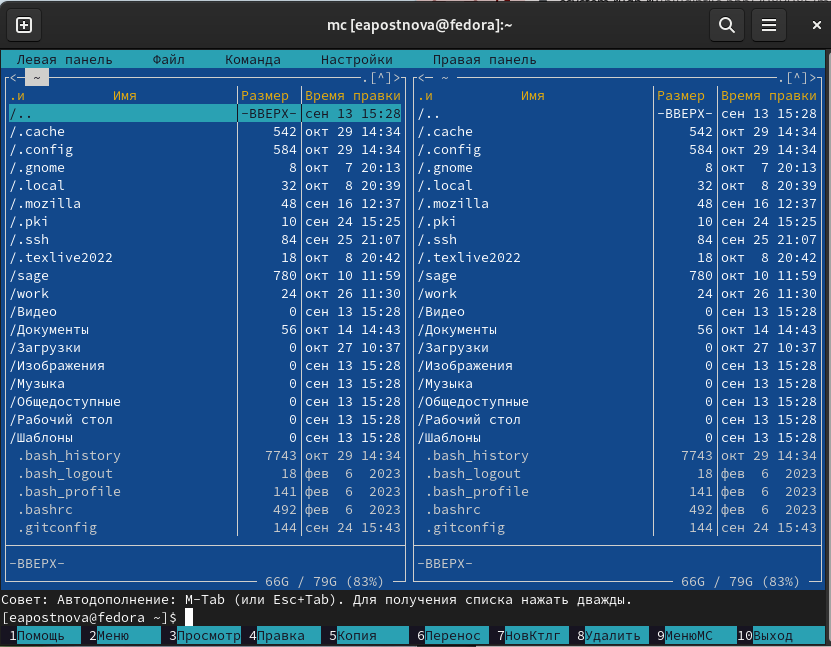 mc [eapostnova@fedora]:~
Левая панель Файл Команда Настройки Правая панель
<─ ~ .[^]> <─ ~ .[^]>
.и Имя Размер Время правки .и Имя Размер Время правки
/.. -ВВЕРХ- сен 13 15:28 /.. -ВВЕРХ- сен 13 15:28
/.cache 542 окт 29 14:34 /.cache 542 окт 29 14:34
/.config 584 окт 29 14:34 /.config 584 окт 29 14:34
/.gnome 8 окт 7 20:13 /.gnome 8 окт 7 20:13
/.local 32 окт 8 20:39 /.local 32 окт 8 20:39
/.mozilla 48 сен 16 12:37 /.mozilla 48 сен 16 12:37
/.pki 10 сен 24 15:25 /.pki 10 сен 24 15:25
/.ssh 84 сен 25 21:07 /.ssh 84 сен 25 21:07
/.texlive2022 18 окт 8 20:42 /.texlive2022 18 окт 8 20:42
/sage 780 окт 10 11:59 /sage 780 окт 10 11:59
/work 24 окт 26 11:30 /work 24 окт 26 11:30
/Видео 0 сен 13 15:28 /Видео 0 сен 13 15:28
/Документы 56 окт 14 14:43 /Документы 56 окт 14 14:43
/Загрузки 0 окт 27 10:37 /Загрузки 0 окт 27 10:37
/Изображения 0 сен 13 15:28 /Изображения 0 сен 13 15:28
/Музыка 0 сен 13 15:28 /Музыка 0 сен 13 15:28
/Общедоступные 0 сен 13 15:28 /Общедоступные 0 сен 13 15:28
/Рабочий стол 0 сен 13 15:28 /Рабочий стол 0 сен 13 15:28
/Шаблоны 0 сен 13 15:28 /Шаблоны 0 сен 13 15:28
.bash_history 7743 окт 29 14:34 .bash_history 7743 окт 29 14:34
.bash_logout 18 фев 6 2023 .bash_logout 18 фев 6 2023
.bash_profile 141 фев 6 2023 .bash_profile 141 фев 6 2023
.bashrc 492 фев 6 2023 .bashrc 492 фев 6 2023
.gitconfig 144 сен 24 15:43 .gitconfig 144 сен 24 15:43
-ВВЕРХ- -ВВЕРХ-
66G / 79G (83%) 66G / 79G (83%)
Совет: Автодополнение: M-Tab (или Esc+Tab). Для получения списка нажать дважды.
[eapostnova@fedora ~]$
1Помощь 2Меню 3Просмотр 4Правка 5Копия 6Перенос 7НовКтлг 8Удалить 9МенюМС 10Выход